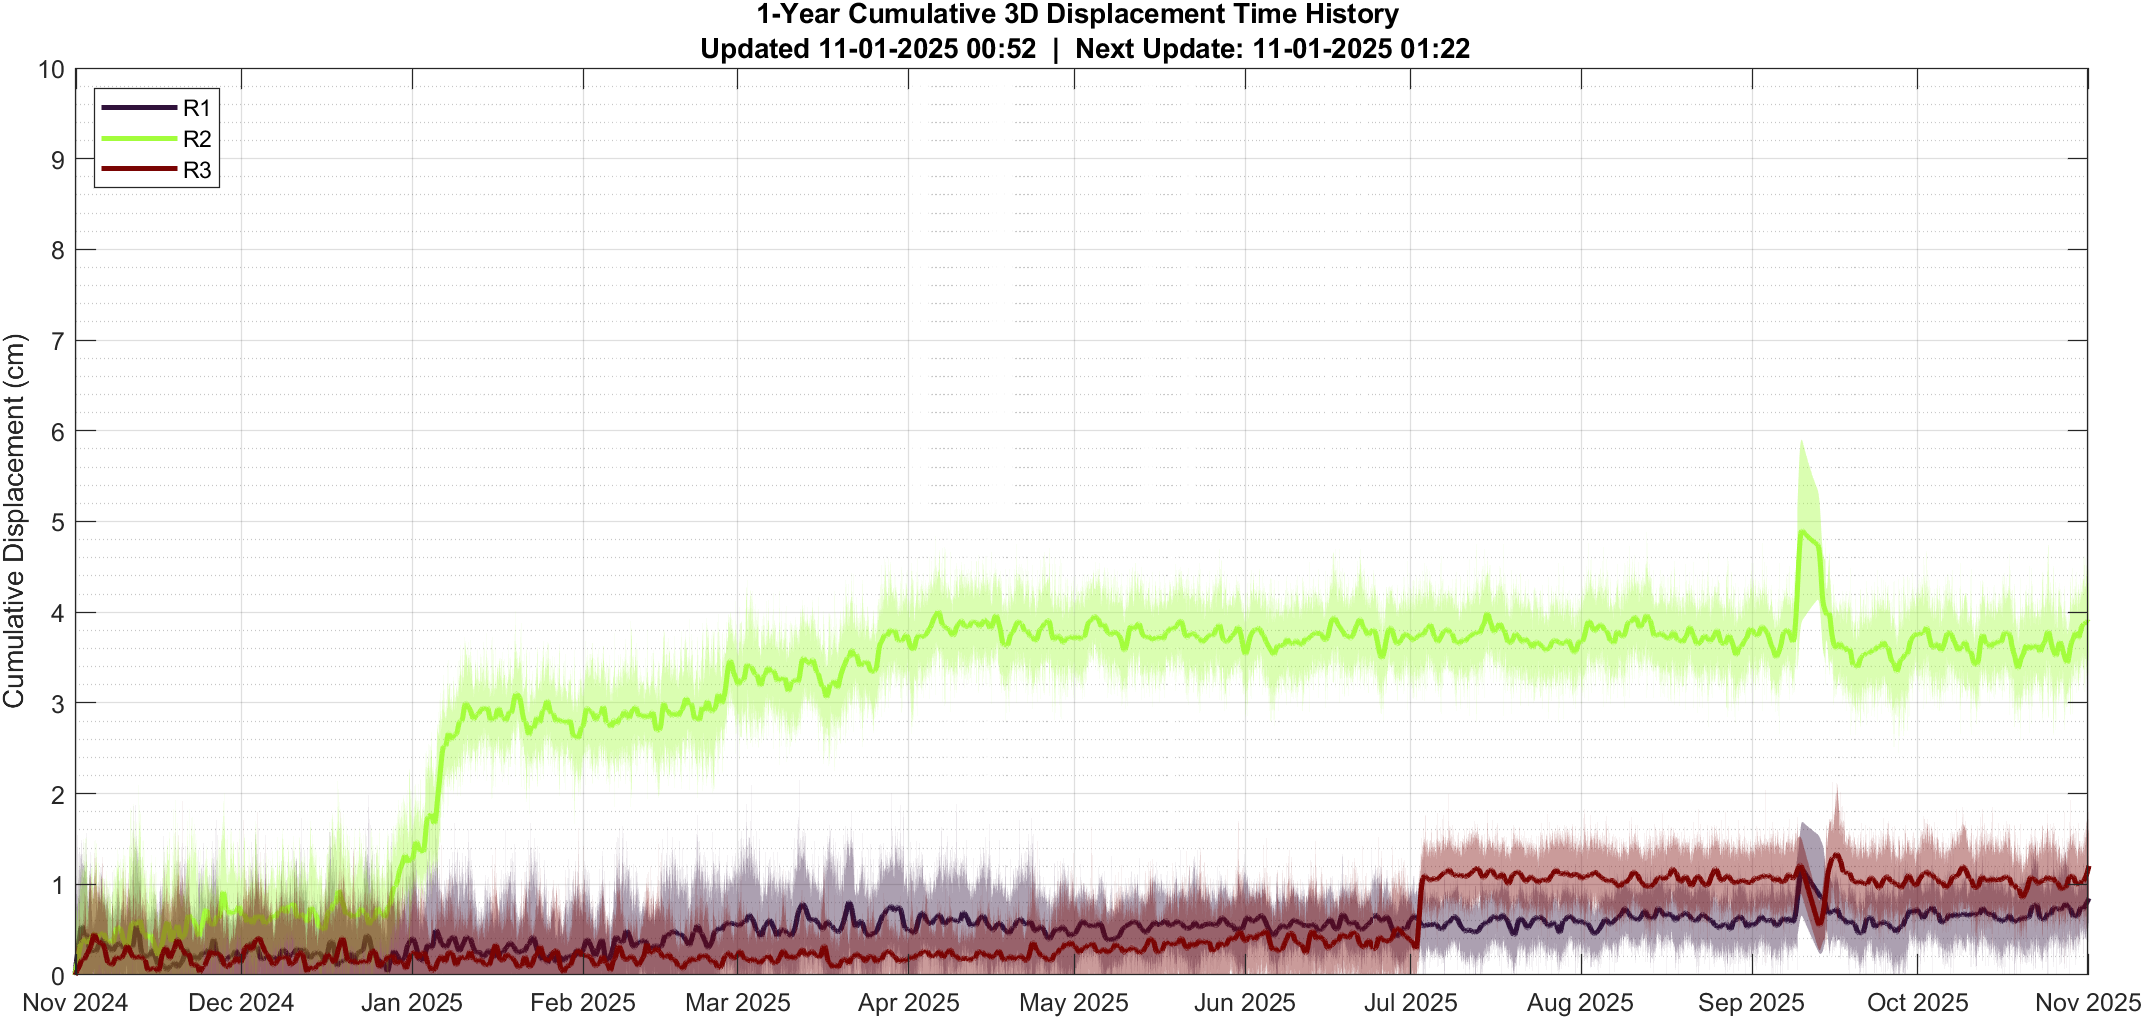 1-Year Cumulative 3D Displacement Time History
Updated 11-01-2025 00:52 | Next Update: 11-01-2025 01:22
R1
R2
R3
Cumulative Displacement (cm)
10
9
8
7
6
5
4
3
2
1
0
Nov 2024 Dec 2024 Jan 2025 Feb 2025 Mar 2025 Apr 2025 May 2025 Jun 2025 Jul 2025 Aug 2025 Sep 2025 Oct 2025 Nov 2025